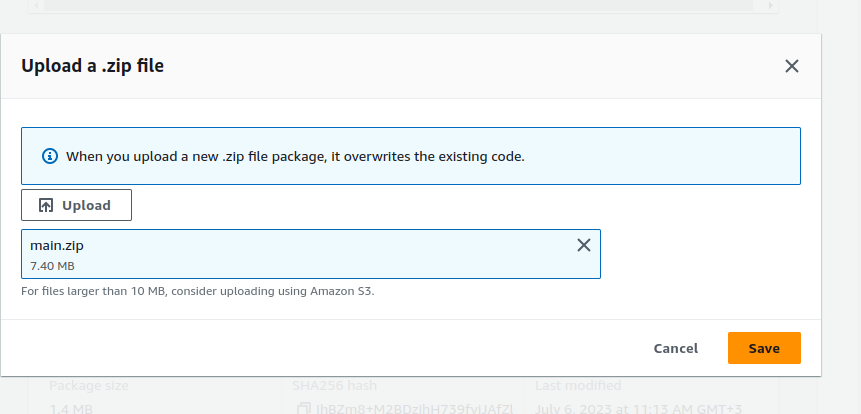 Upload a .zip file
When you upload a new .zip file package, it overwrites the existing code.
Upload
main.zip
7.40 MB
For files larger than 10 MB, consider uploading using Amazon S3.
Cancel
Save
Package size
SHA256 hash
Last modified
1.4 MB
July 6, 2023 at 11:13 AM GMT+3